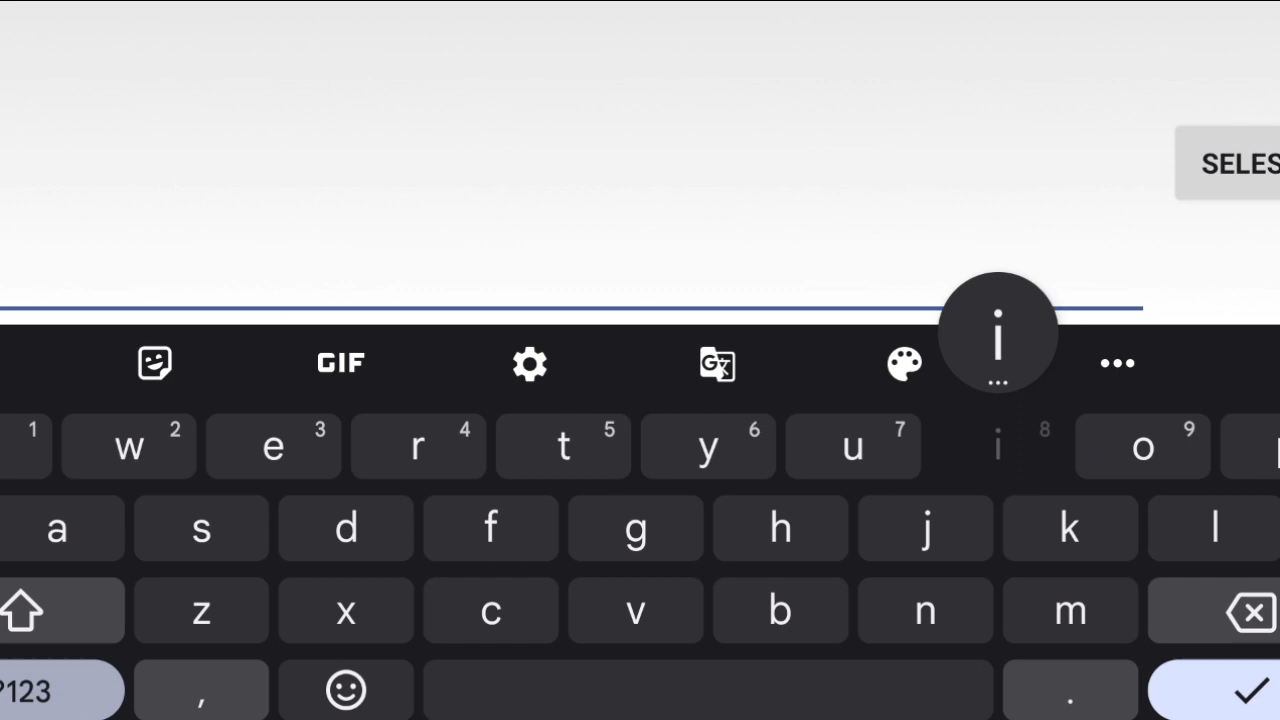 SELES
i
...
GIF
G
1 w 2 e 3 r 4 t 5 y 6 u 7 i 8 o 9
a s d f g h j k l
z x c v b n m
?123 , .